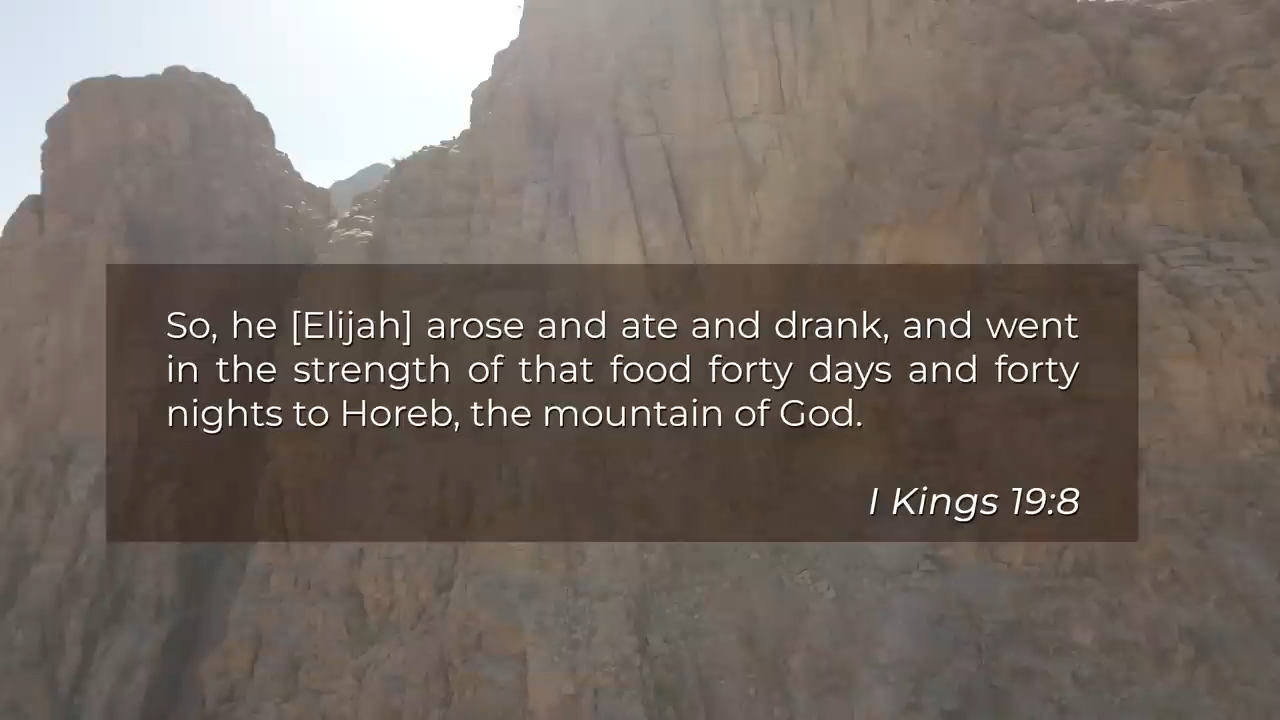 So, he [Elijah] arose and ate and drank, and went
in the strength of that food forty days and forty
nights to Horeb, the mountain of God.
I Kings 19:8